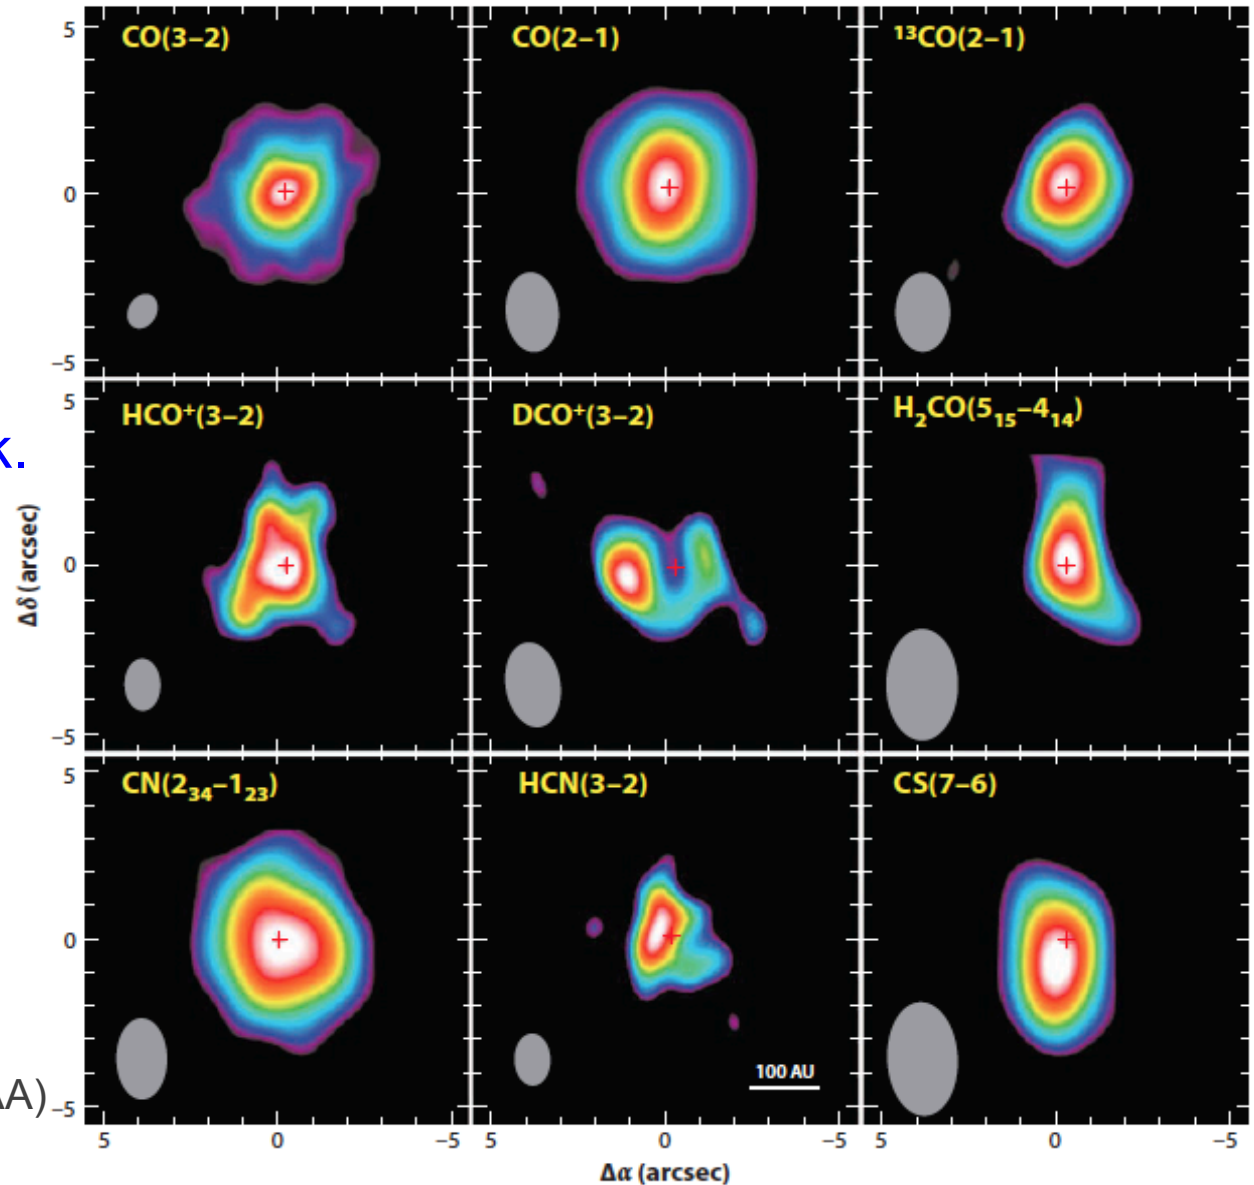 CO(3–2)
CO(2–1)
¹³CO(2–1)
5
0
−5
HCO⁺(3–2)
DCO⁺(3–2)
H₂CO(5₁₅–4₁₄)
k.
5
0
−5
Δδ (arcsec)
CN(2₃₄–1₂₃)
HCN(3–2)
CS(7–6)
5
0
100 AU
AA)
−5
5 0 −5 5 0 −5 5 0 −5
Δα (arcsec)